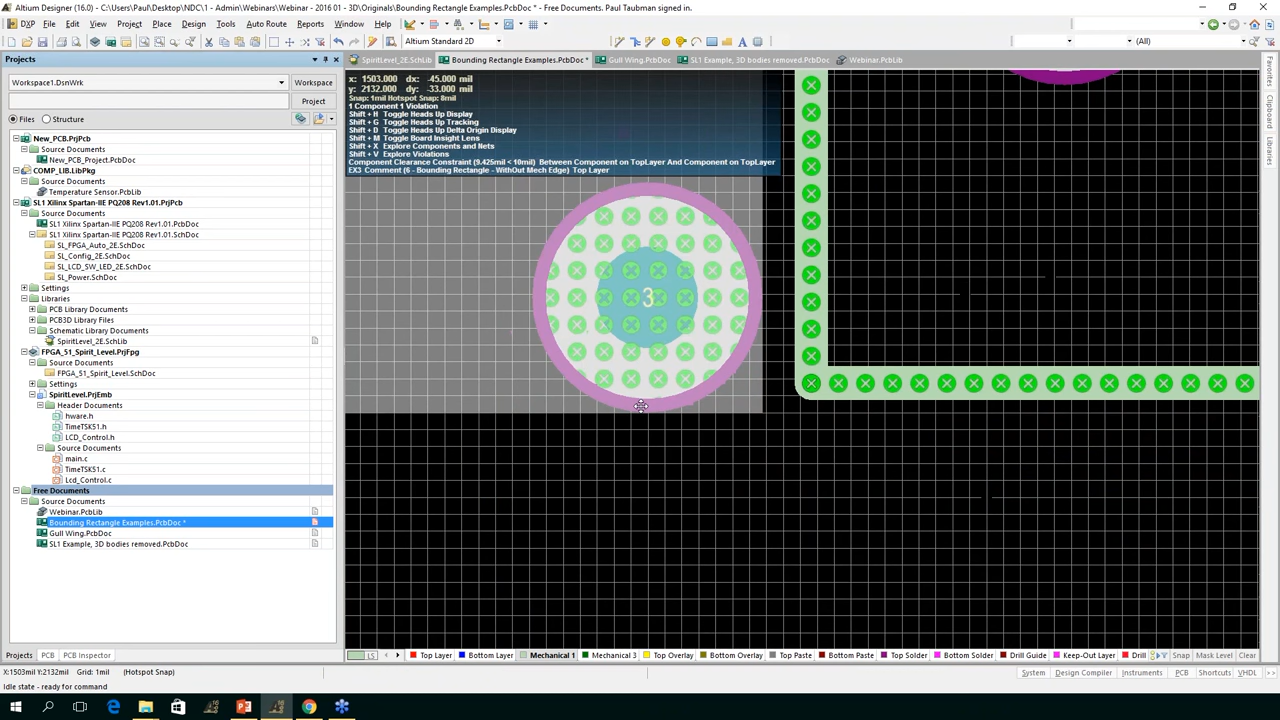 Altium Designer (16.0) - C:\Users\Paul\Desktop\NDC\1 - Admin\Webinars\Webinar - 2016 01 - 3D\Originals\Bounding Rectangle Examples.PcbDoc * - Free Documents. Paul Taubman signed in.
DXP File Edit View Project Place Design Tools Auto Route Reports Window Help
Altium Standard 2D
(All)
Projects
SpiritLevel_2E.SchLib Bounding Rectangle Examples.PcbDoc * Gull Wing.PcbDoc SL1 Example, 3D bodies removed.PcbDoc Webinar.PcbLib
Workspace1.DsnWrk Workspace
Project
Files Structure
New_PCB.PrjPcb
Source Documents
New_PCB_Project.PcbDoc
COMP_LIB.LibPkg
Source Documents
Temperature Sensor.PcbLib
SL1 Xilinx Spartan-IIE PQ208 Rev1.01.PrjPcb
Source Documents
SL1 Xilinx Spartan-IIE PQ208 Rev1.01.PcbDoc
SL1 Xilinx Spartan-IIE PQ208 Rev1.01.SchDoc
SL_FPGA_Auto_2E.SchDoc
SL_Config_2E.SchDoc
SL_LCD_SW_LED_2E.SchDoc
SL_Power.SchDoc
Settings
Libraries
PCB Library Documents
PCB3D Library Files
Schematic Library Documents
SpiritLevel_2E.SchLib
FPGA_51_Spirit_Level.PrjFpg
Source Documents
FPGA_51_Spirit_Level.SchDoc
Settings
SpiritLevel.PrjEmb
Header Documents
hware.h
TimeTSK51.h
LCD_Control.h
Source Documents
main.c
TimeTSK51.c
Lcd_Control.c
Free Documents
Source Documents
Webinar.PcbLib
Bounding Rectangle Examples.PcbDoc *
Gull Wing.PcbDoc
SL1 Example, 3D bodies removed.PcbDoc
x: 1503.000 dx: -45.000 mil
y: 2132.000 dy: -33.000 mil
Snap: 1mil Hotspot Snap: 8mil
1 Component 1 Violation
Shift + H Toggle Heads Up Display
Shift + G Toggle Heads Up Tracking
Shift + D Toggle Heads Up Delta Origin Display
Shift + M Toggle Board Insight Lens
Shift + X Explore Components and Nets
Shift + V Explore Violations
Component Clearance Constraint (9.425mil < 10mil) Between Component on TopLayer And Component on TopLayer
EX3 Comment (6 - Bounding Rectangle - WithOut Mech Edge) Top Layer
3
Libraries
Projects PCB PCB Inspector
LS Top Layer Bottom Layer Mechanical 1 Mechanical 3 Top Overlay Bottom Overlay Top Paste Bottom Paste Top Solder Bottom Solder Drill Guide Keep-Out Layer Drill Snap Mask Level Clear
X:1503mil Y:2132mil Grid: 1mil (Hotspot Snap)
System Design Compiler Instruments PCB Shortcuts VHDL >>
Idle state - ready for command